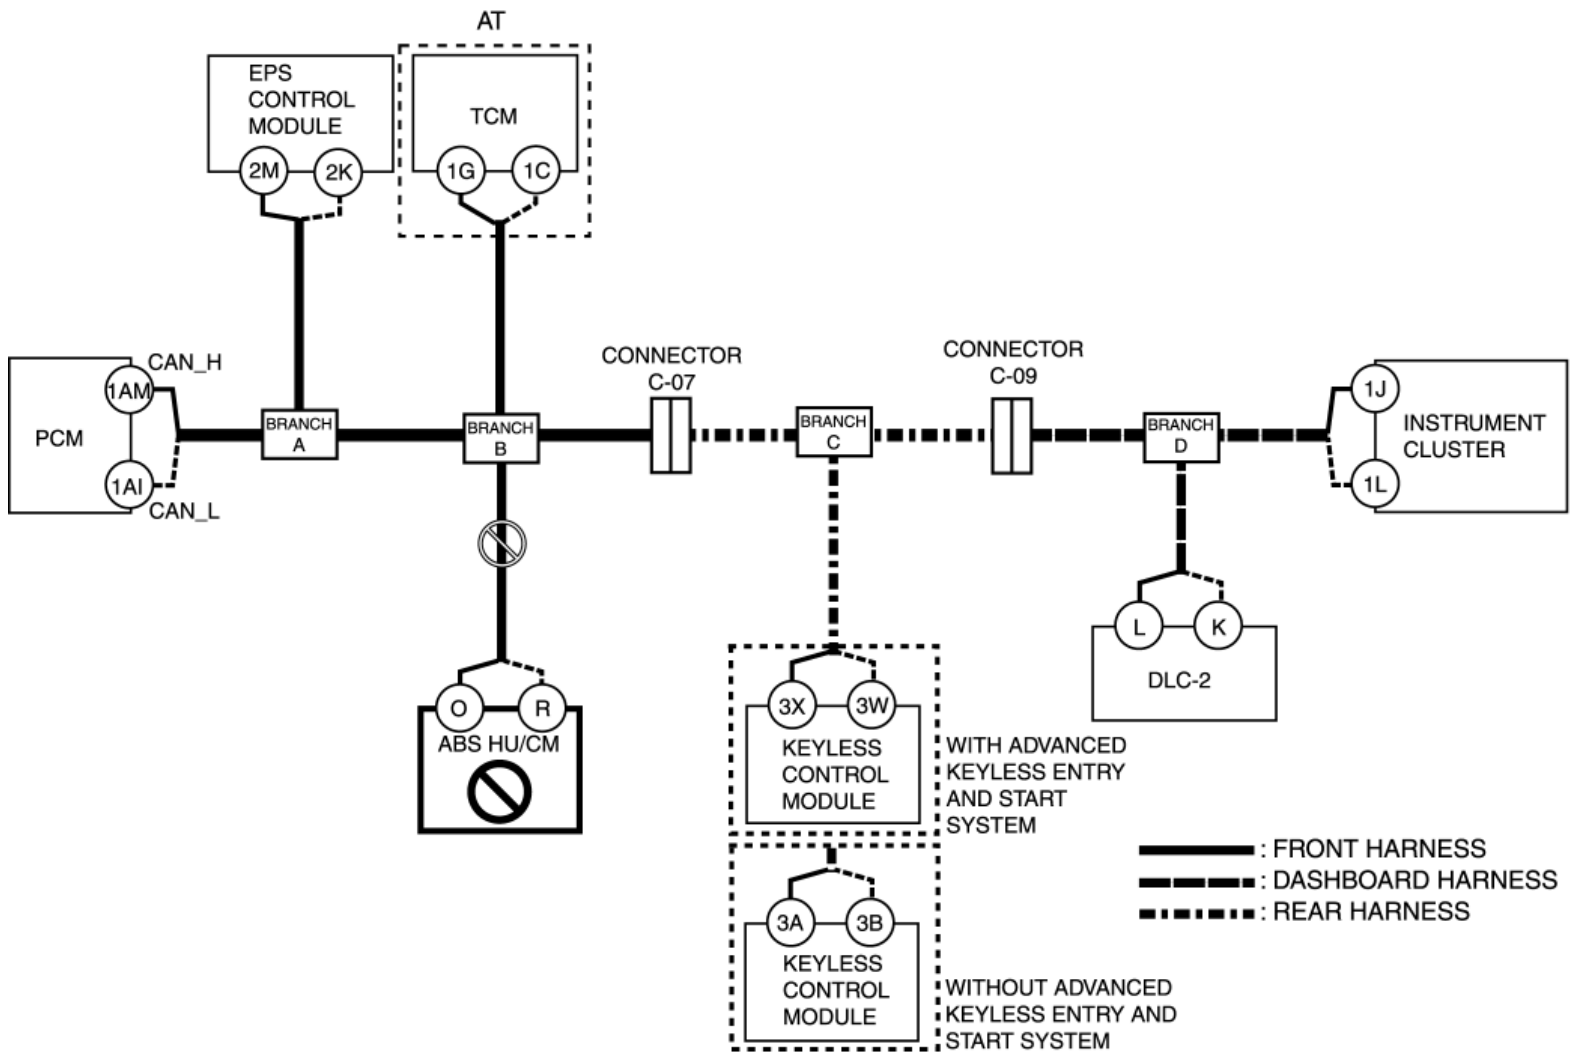 AT
EPS
CONTROL
MODULE
2M
2K
TCM
1G
1C
PCM
1AM
CAN_H
1AI
CAN_L
BRANCH
A
BRANCH
B
CONNECTOR
C-07
BRANCH
C
CONNECTOR
C-09
BRANCH
D
1J
1L
INSTRUMENT
CLUSTER
O
R
ABS HU/CM
3X
3W
KEYLESS
CONTROL
MODULE
WITH ADVANCED
KEYLESS ENTRY
AND START
SYSTEM
L
K
DLC-2
3A
3B
KEYLESS
CONTROL
MODULE
WITHOUT ADVANCED
KEYLESS ENTRY AND
START SYSTEM
: FRONT HARNESS
: DASHBOARD HARNESS
: REAR HARNESS